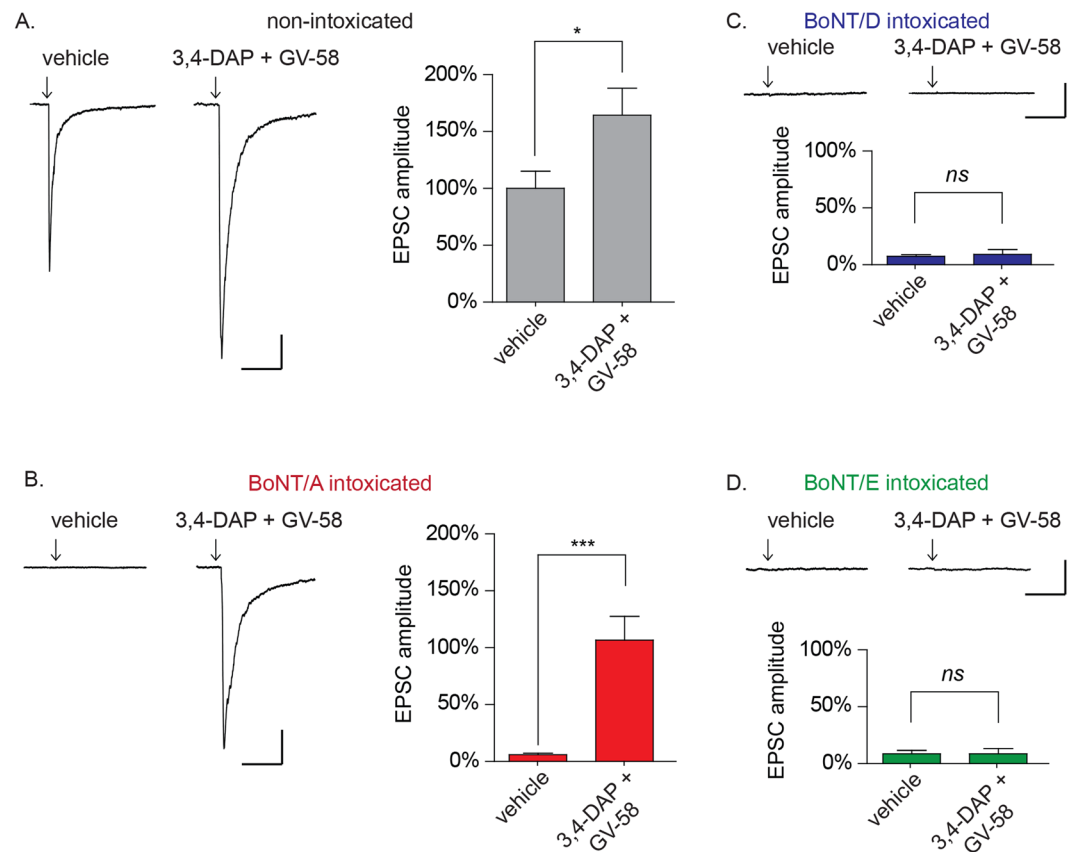 A.
non-intoxicated
vehicle
3,4-DAP + GV-58
*
EPSC amplitude
200%
150%
100%
50%
0%
vehicle
3,4-DAP +
GV-58
B.
BoNT/A intoxicated
vehicle
3,4-DAP + GV-58
***
EPSC amplitude
200%
150%
100%
50%
0%
vehicle
3,4-DAP +
GV-58
C.
BoNT/D intoxicated
vehicle
3,4-DAP + GV-58
EPSC amplitude
100%
50%
0%
ns
vehicle
3,4-DAP +
GV-58
D.
BoNT/E intoxicated
vehicle
3,4-DAP + GV-58
EPSC amplitude
100%
50%
0%
ns
vehicle
3,4-DAP +
GV-58